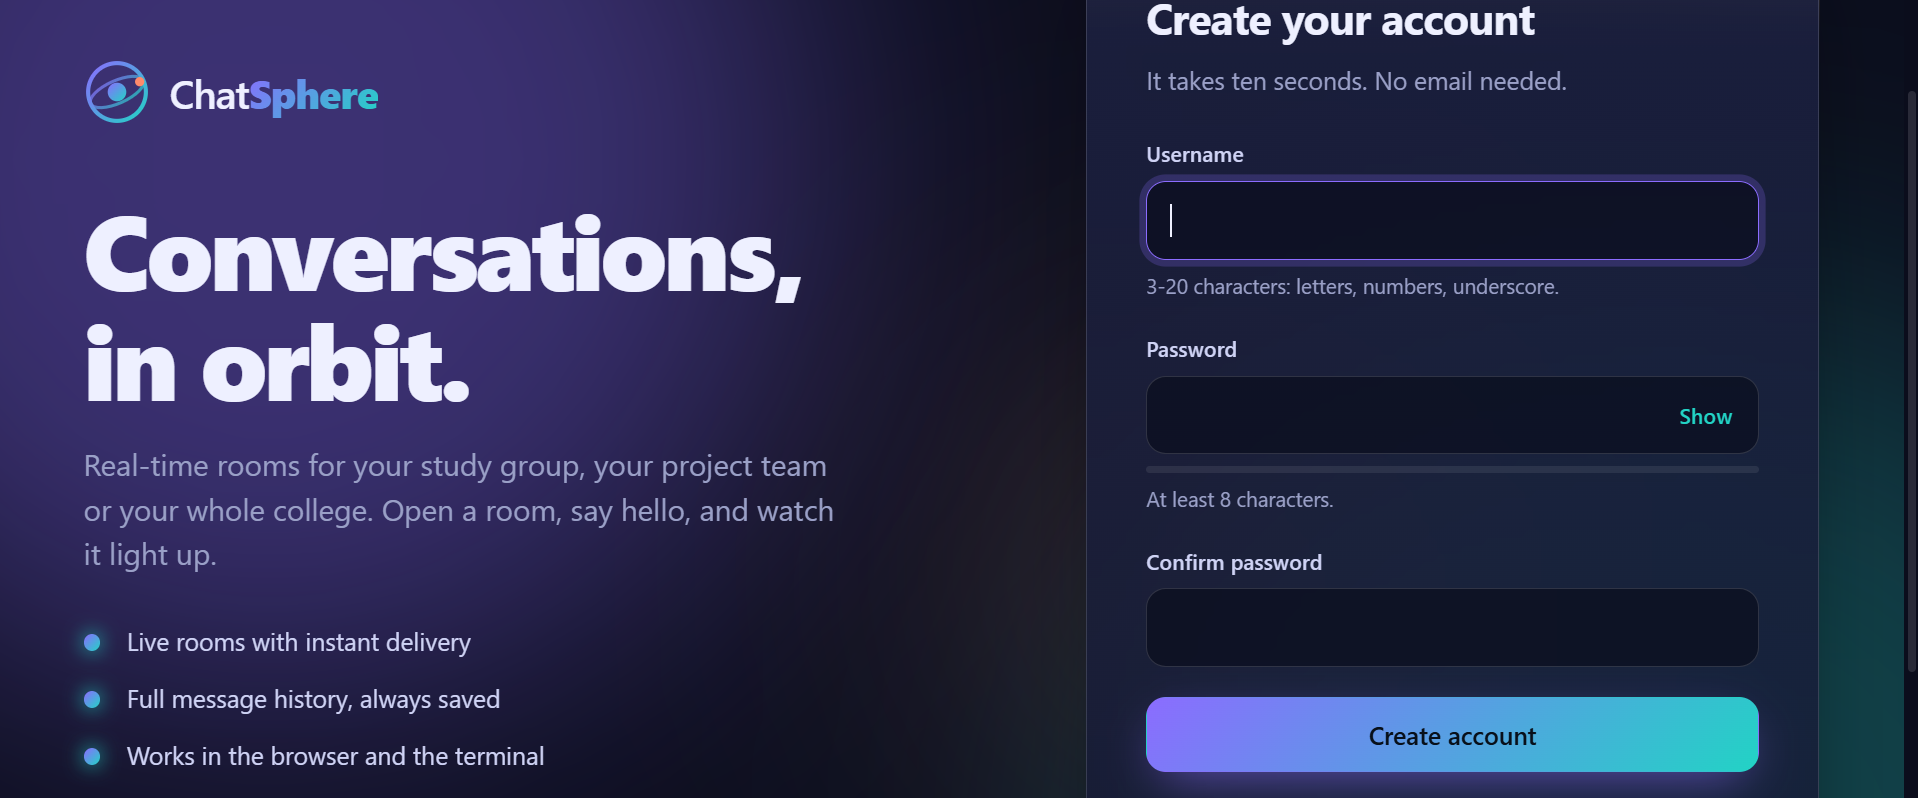 ChatSphere
Conversations,
in orbit.
Real-time rooms for your study group, your project team
or your whole college. Open a room, say hello, and watch
it light up.
Live rooms with instant delivery
Full message history, always saved
Works in the browser and the terminal
Create your account
It takes ten seconds. No email needed.
Username
3-20 characters: letters, numbers, underscore.
Password
Show
At least 8 characters.
Confirm password
Create account